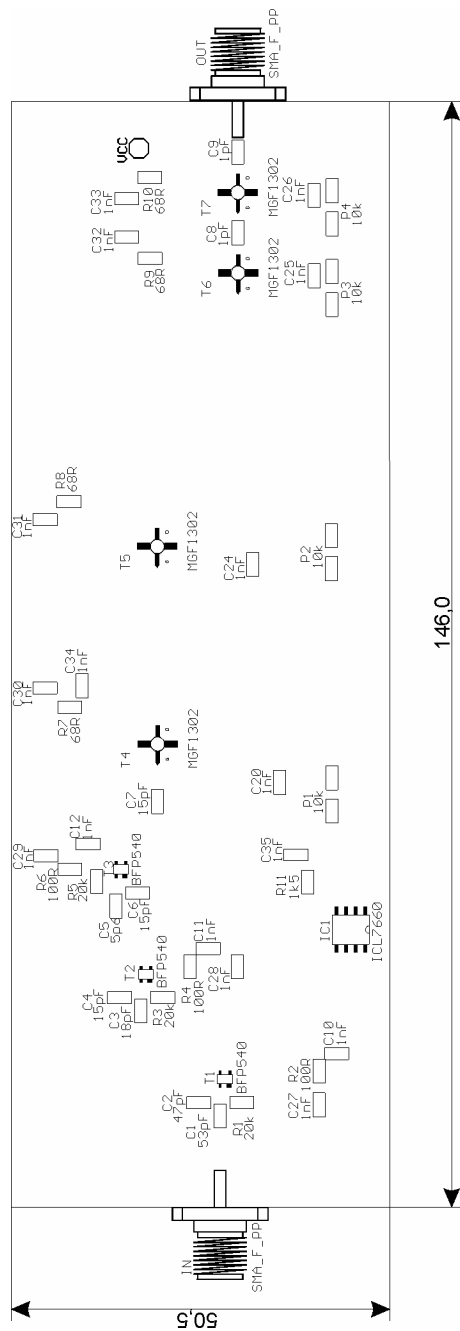 OUT
SMA_F_PP
VCC
C9
1pF
C33
1nF
R10
68R
T7
MGF1302
C26
1nF
P4
10k
C32
1nF
C8
1pF
R9
68R
T6
MGF1302
C25
1nF
P3
10k
R8
68R
C31
1nF
T5
MGF1302
C24
1nF
P2
10k
146,0
C30
1nF
C34
1nF
R7
68R
T4
MGF1302
C7
15pF
C20
1nF
P1
10k
C29
1nF
C12
1nF
R6
100R
R5
20k
T3
BFP540
C35
1nF
R11
1k5
C5
5p6
C6
15pF
IC1
ICL7660
C11
1nF
T2
BFP540
R4
100R
C28
1nF
C4
15pF
C3
18pF
R3
20k
C10
1nF
T1
BFP540
R2
100R
C27
1nF
C2
47pF
C1
53pF
R1
20k
IN
SMA_F_PP
50,5